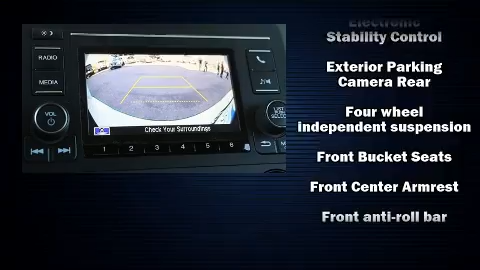 RADIO
MEDIA
VOL
Check Your Surroundings
1 2 3 4 5 6
Electronic
Stability Control
Exterior Parking
Camera Rear
Four wheel
independent suspension
Front Bucket Seats
Front Center Armrest
Front anti-roll bar